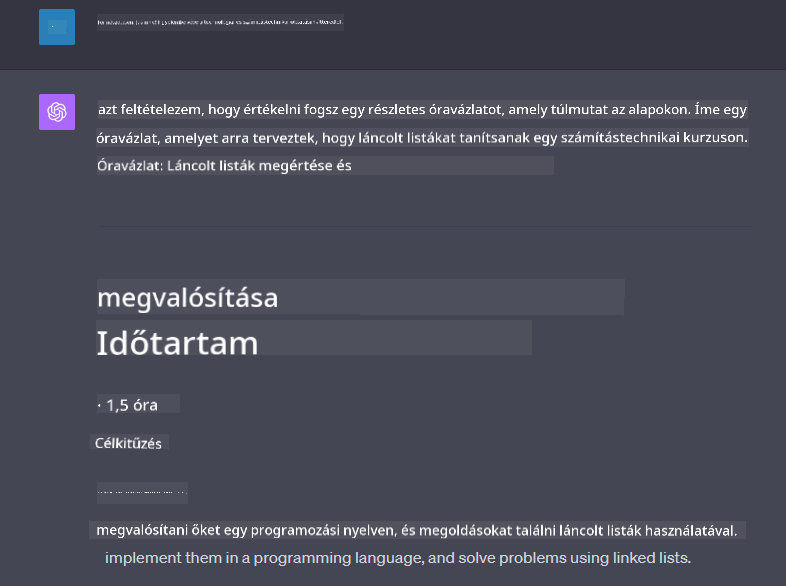 azt feltételezem, hogy értékelni fogsz egy részletes óravázlatot, amely túlmutat az alapokon. Íme egy
óravázlat, amelyet arra terveztek, hogy láncolt listákat tanítsanak egy számítástechnikai kurzuson.
Óravázlat: Láncolt listák megértése és
megvalósítása
Időtartam
· 1,5 óra
Célkitűzés
megvalósítani őket egy programozási nyelven, és megoldásokat találni láncolt listák használatával.
implement them in a programming language, and solve problems using linked lists.